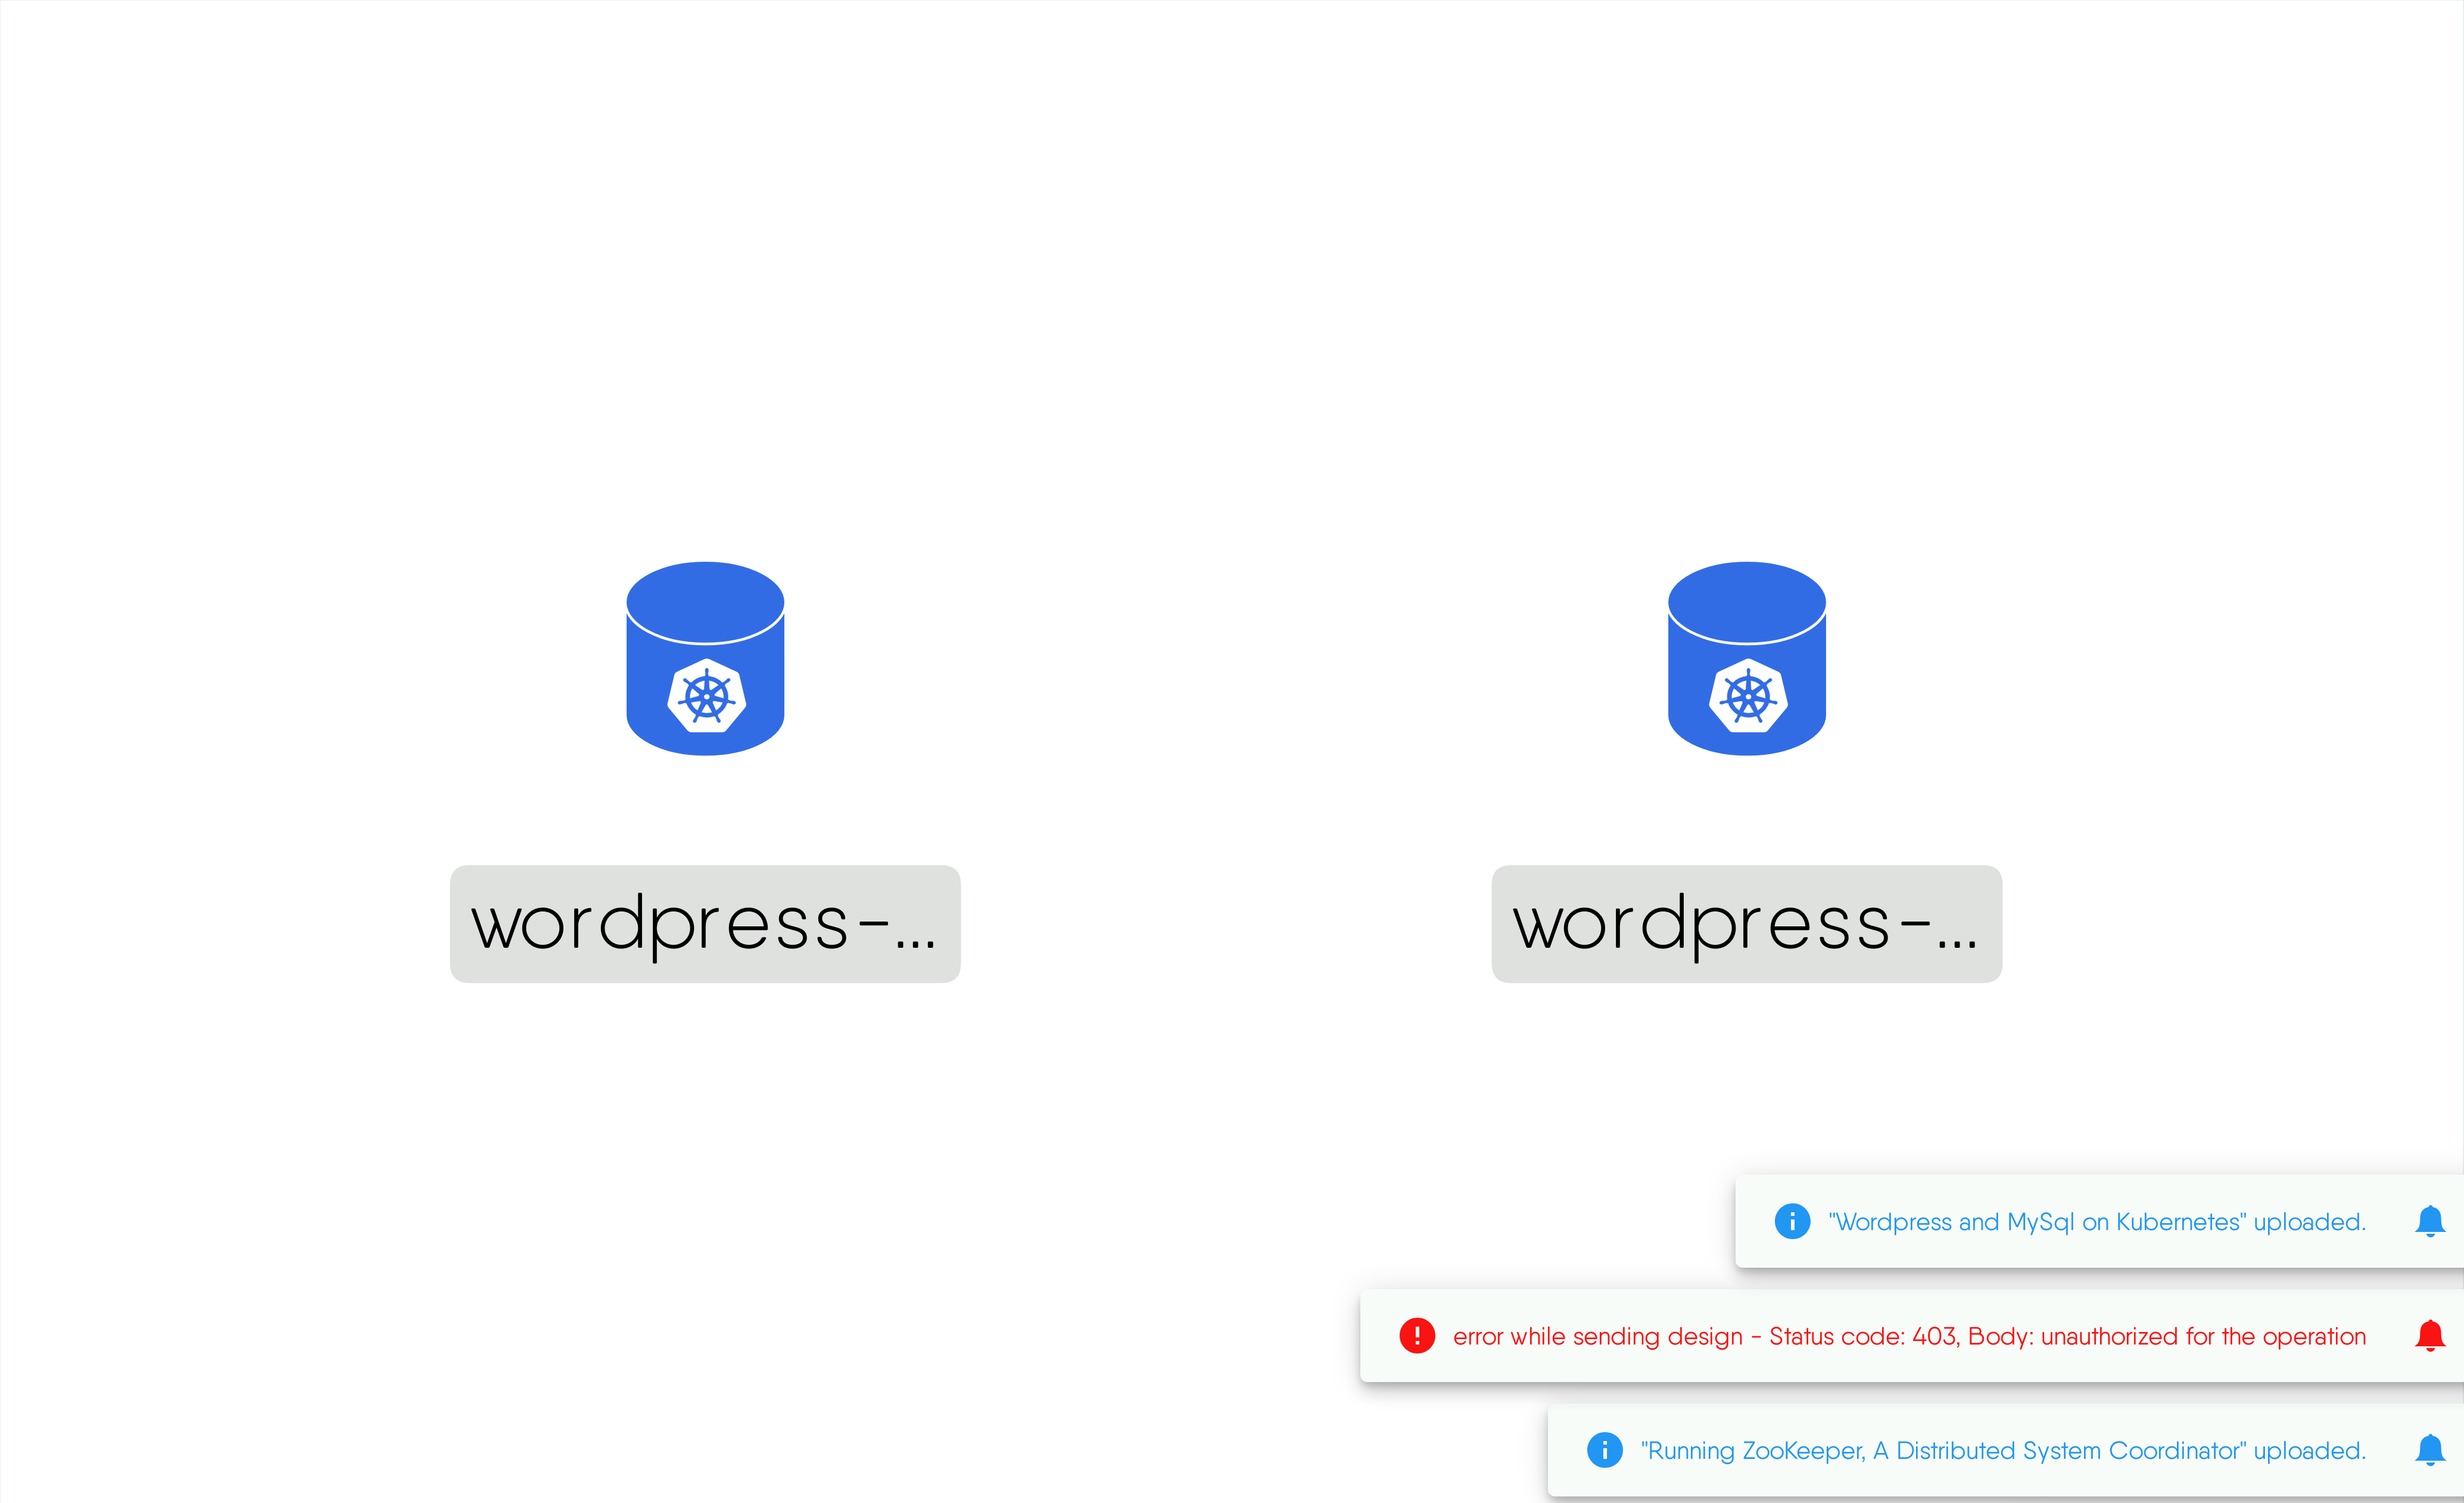 wordpress-...
wordpress-...
"Wordpress and MySql on Kubernetes" uploaded.
error while sending design - Status code: 403, Body: unauthorized for the operation
"Running ZooKeeper, A Distributed System Coordinator" uploaded.